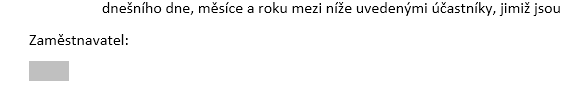 dnešního dne, měsíce a roku mezi níže uvedenými účastníky, jimiž jsou
Zaměstnavatel: